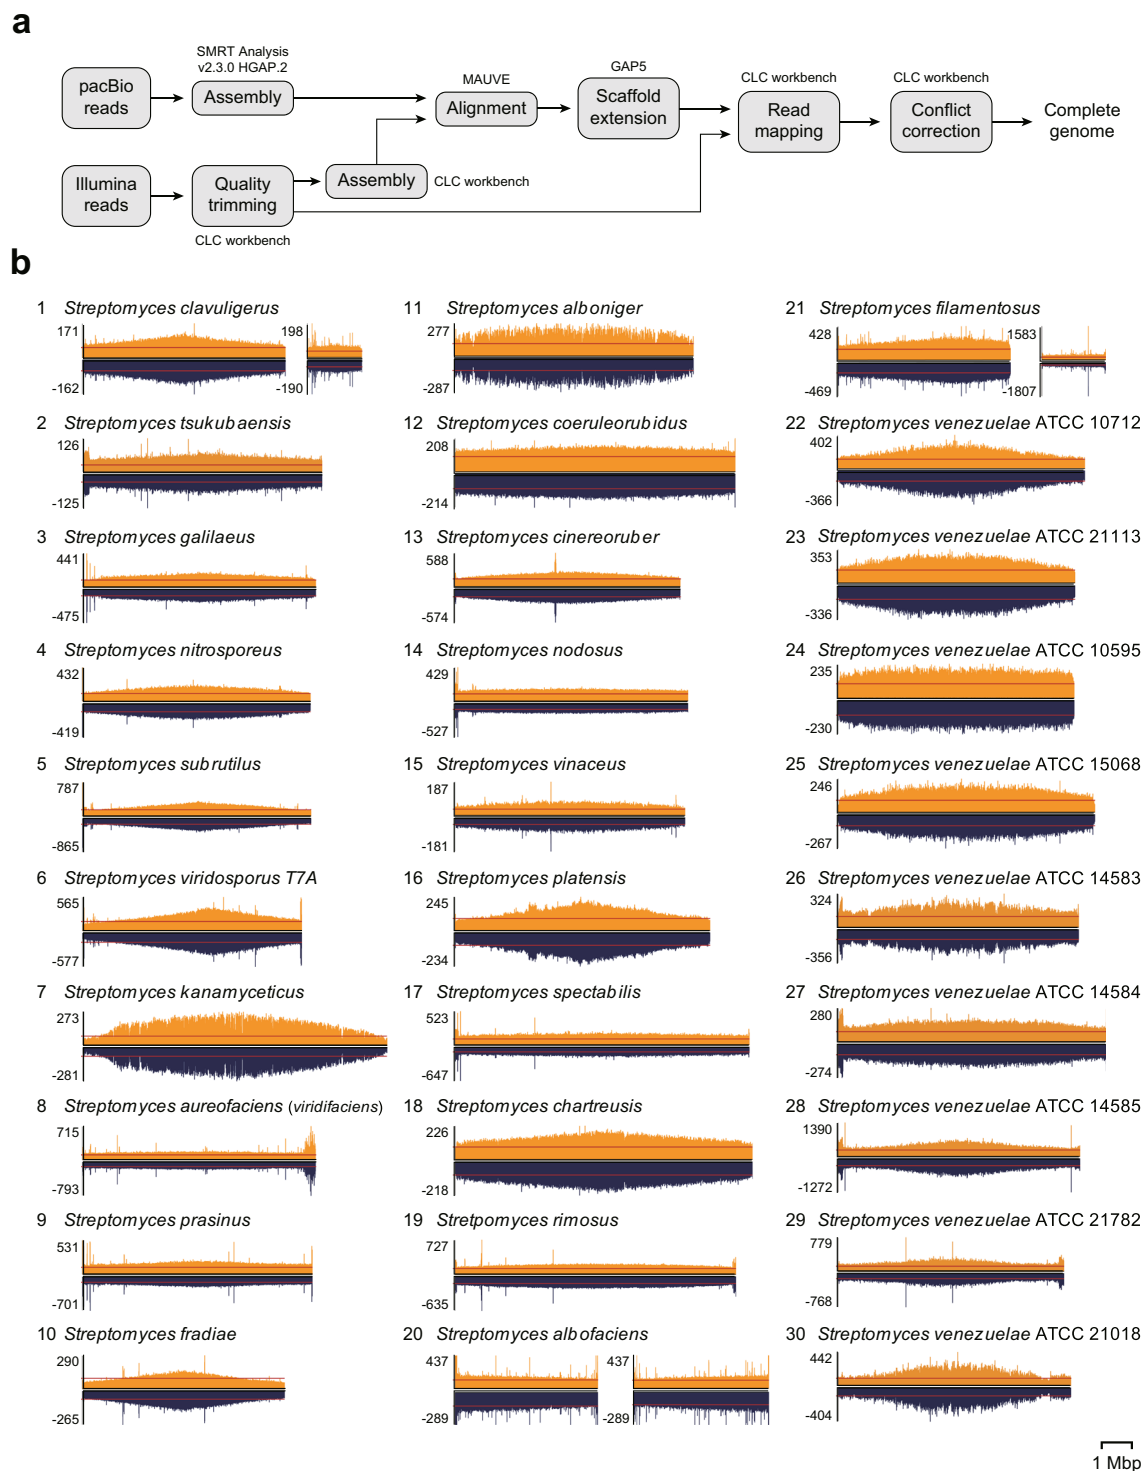 a
SMRT Analysis
v2.3.0 HGAP.2
pacBio
reads
Assembly
MAUVE
Alignment
GAP5
Scaffold
extension
CLC workbench
Read
mapping
CLC workbench
Conflict
correction
Complete
genome
Illumina
reads
Quality
trimming
CLC workbench
Assembly
CLC workbench
b
1 Streptomyces clavuligerus
171
-162
198
-190
2 Streptomyces tsukubaensis
126
-125
3 Streptomyces galilaeus
441
-475
4 Streptomyces nitrosporeus
432
-419
5 Streptomyces subrutilus
787
-865
6 Streptomyces viridosporus T7A
565
-577
7 Streptomyces kanamyceticus
273
-281
8 Streptomyces aureofaciens (viridifaciens)
715
-793
9 Streptomyces prasinus
531
-701
10 Streptomyces fradiae
290
-265
11 Streptomyces alboniger
277
-287
12 Streptomyces coeruleorubidus
208
-214
13 Streptomyces cinereoruber
588
-574
14 Streptomyces nodosus
429
-527
15 Streptomyces vinaceus
187
-181
16 Streptomyces platensis
245
-234
17 Streptomyces spectabilis
523
-647
18 Streptomyces chartreusis
226
-218
19 Stretpomyces rimosus
727
-635
20 Streptomyces albofaciens
437
-289
437
-289
21 Streptomyces filamentosus
428
-469
1583
-1807
22 Streptomyces venezuelae ATCC 10712
402
-366
23 Streptomyces venezuelae ATCC 21113
353
-336
24 Streptomyces venezuelae ATCC 10595
235
-230
25 Streptomyces venezuelae ATCC 15068
246
-267
26 Streptomyces venezuelae ATCC 14583
324
-356
27 Streptomyces venezuelae ATCC 14584
280
-274
28 Streptomyces venezuelae ATCC 14585
1390
-1272
29 Streptomyces venezuelae ATCC 21782
779
-768
30 Streptomyces venezuelae ATCC 21018
442
-404
1 Mbp